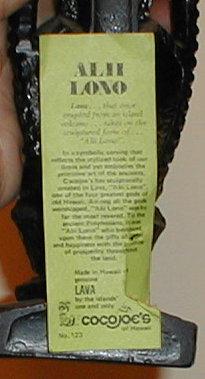 ALII
LONO
Lava... that once
erupted from an island
volcano... takes on the
sculptured form of...
"Alii Lono".
In a symbolic carving that
reflects the stylized look of our
times and yet embodies the
primitive art of the ancients,
Cocojoe's has sculpturally
created in Lava, "Alii Lono",
one of the four greatest gods of
old Hawaii. Among all the gods
worshipped, "Alii Lono" was by
far the most revered. To the
ancient Polynesians, it was
"Alii Lono" who bestowed
upon them the gifts of
and happiness with the
of prosperity throughout
the land.
Made in Hawaii of
genuine
LAVA
by the islands'
one and only
COCOJOE'S
of Hawaii
No. 123